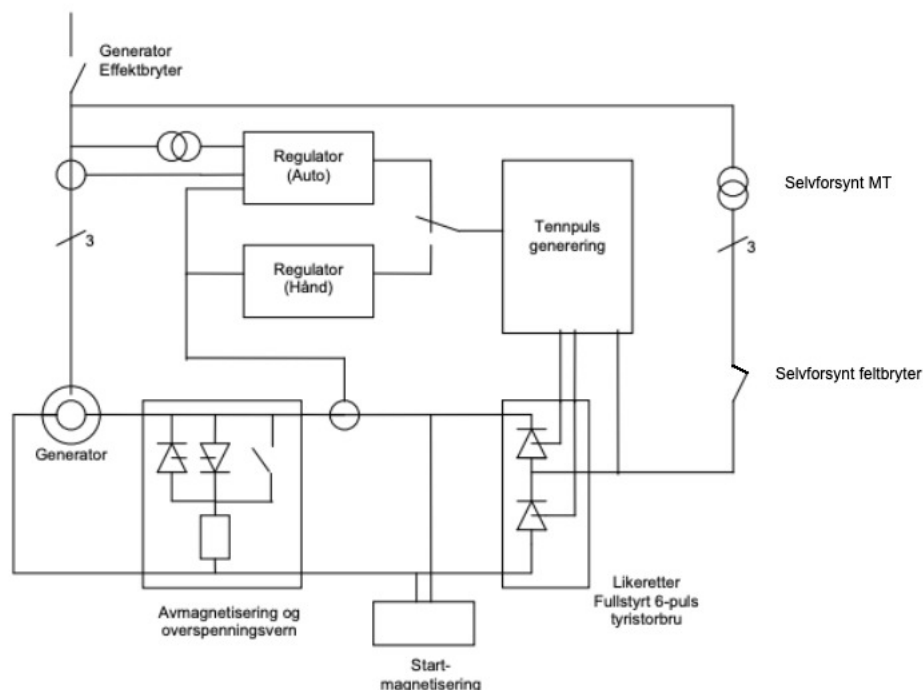 Generator
Effektbryter
Regulator
(Auto)
Tennpuls
generering
Selvforsynt MT
3
3
Regulator
(Hånd)
Selvforsynt feltbryter
Generator
Likeretter
Fullstyrt 6-puls
tyristorbru
Avmagnetisering og
overspenningsvern
Start-
magnetisering